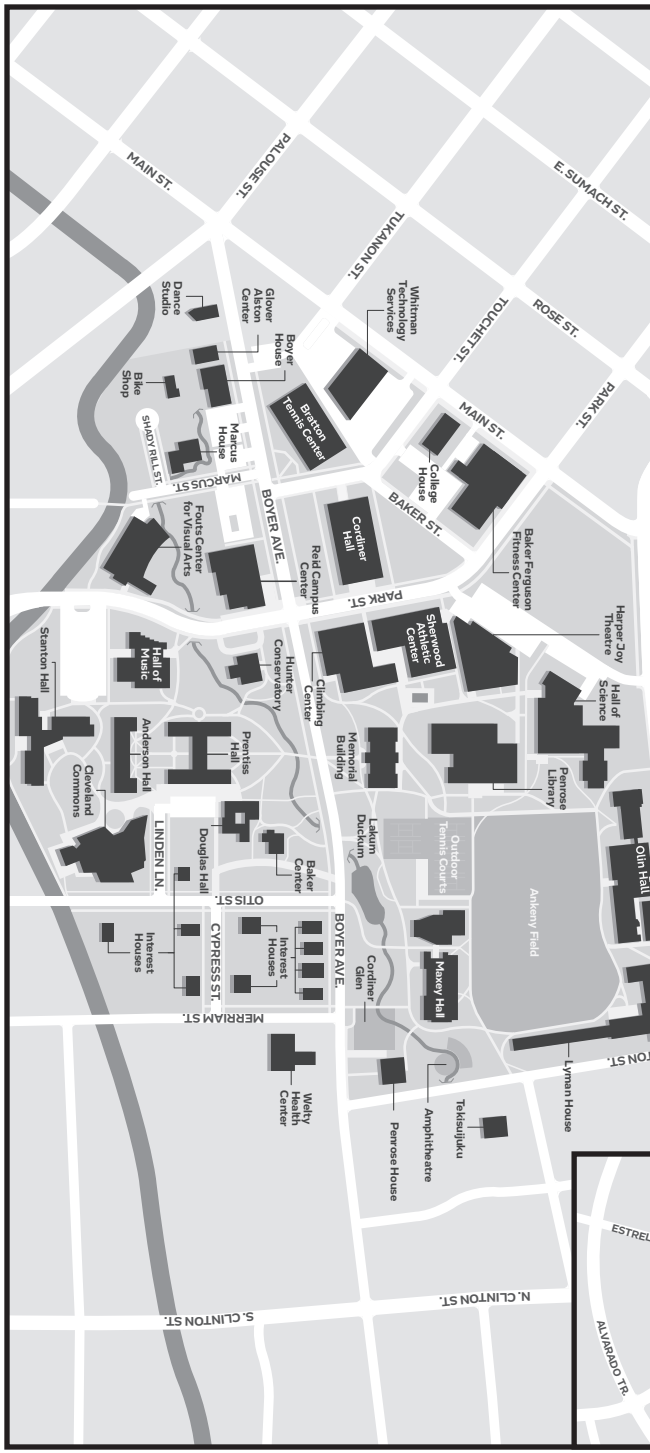 MAIN ST.
PALOUSE ST.
TUKANON ST.
E. SUMACH ST.
ROSE ST.
TOUCHET ST.
PARK ST.
MAIN ST.
Whitman
Technology
Services
Dance
Studio
Glover
Alston
Center
Boyer
House
Bike
Shop
SHADY RILL ST.
Marcus
House
MARCUS ST.
Bratton
Tennis Center
College
House
BAKER ST.
Baker Ferguson
Fitness Center
BOYER AVE.
Fouts Center
for Visual Arts
Reid Campus
Center
Cordiner
Hall
PARK ST.
Harper Joy
Theatre
Stanton Hall
Hall of
Music
Hunter
Conservatory
Climbing
Center
Sherwood
Athletic
Center
Hall of
Science
Anderson Hall
Prentiss
Hall
Memorial
Building
Penrose
Library
Cleveland
Commons
LINDEN LN.
Douglas Hall
Baker
Center
Lakum
Duckum
Outdoor
Tennis Courts
Olin Hall
Ankeny Field
OTIS ST.
Interest
Houses
CYPRESS ST.
Interest
Houses
BOYER AVE.
Cordiner
Glen
Maxey Hall
MERRIAM ST.
Welty
Health
Center
Penrose House
Amphitheatre
Tekisuijuku
Lyman House
TON ST.
ESTREL
N. CLINTON ST.
S. CLINTON ST.
ALVARADO TR.